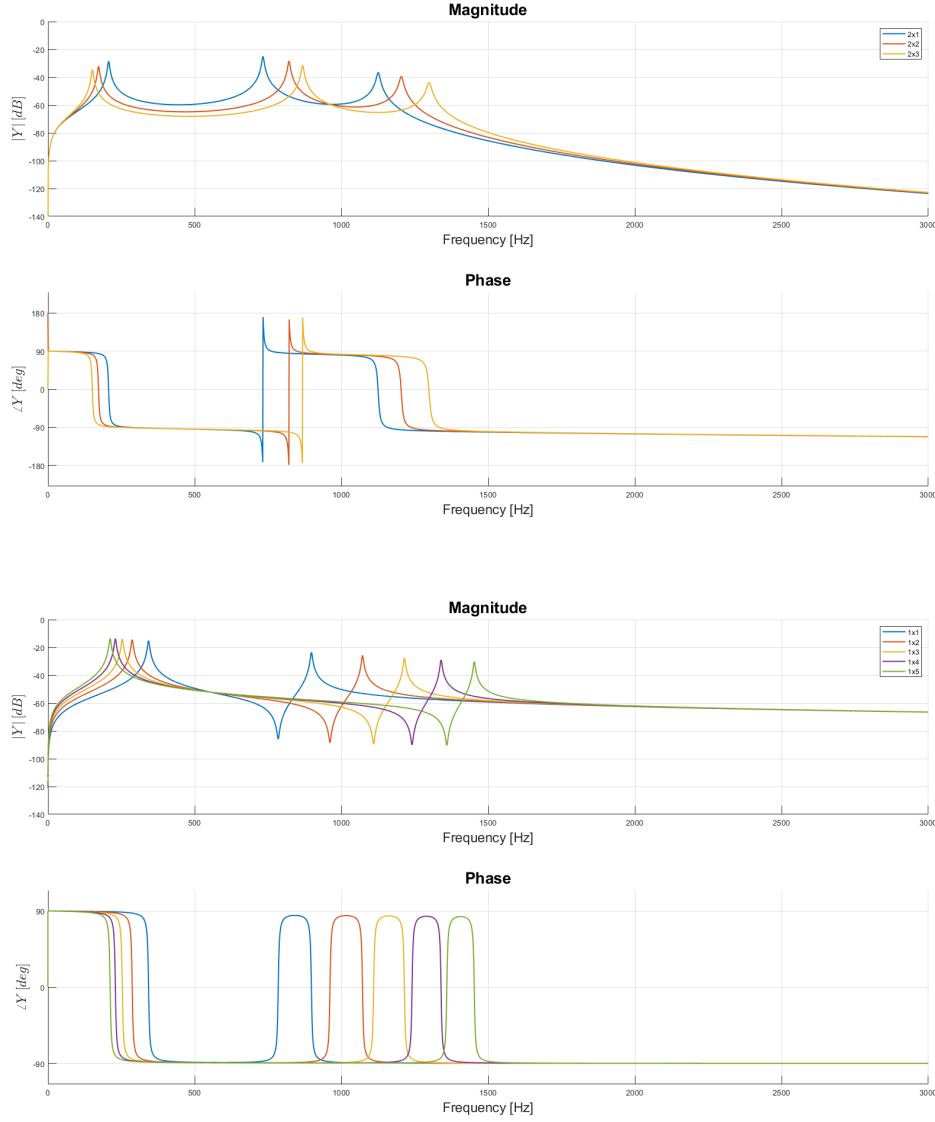 Magnitude
0
-20
-40
-60
-80
-100
-120
-140
|Y| [dB]
2x1
2x2
2x3
0 500 1000 1500 2000 2500 3000
Frequency [Hz]
Phase
180
90
0
-90
-180
∠Y [deg]
0 500 1000 1500 2000 2500 3000
Frequency [Hz]
Magnitude
0
-20
-40
-60
-80
-100
-120
-140
|Y| [dB]
1x1
1x2
1x3
1x4
1x5
0 500 1000 1500 2000 2500 3000
Frequency [Hz]
Phase
90
0
-90
∠Y [deg]
0 500 1000 1500 2000 2500 3000
Frequency [Hz]